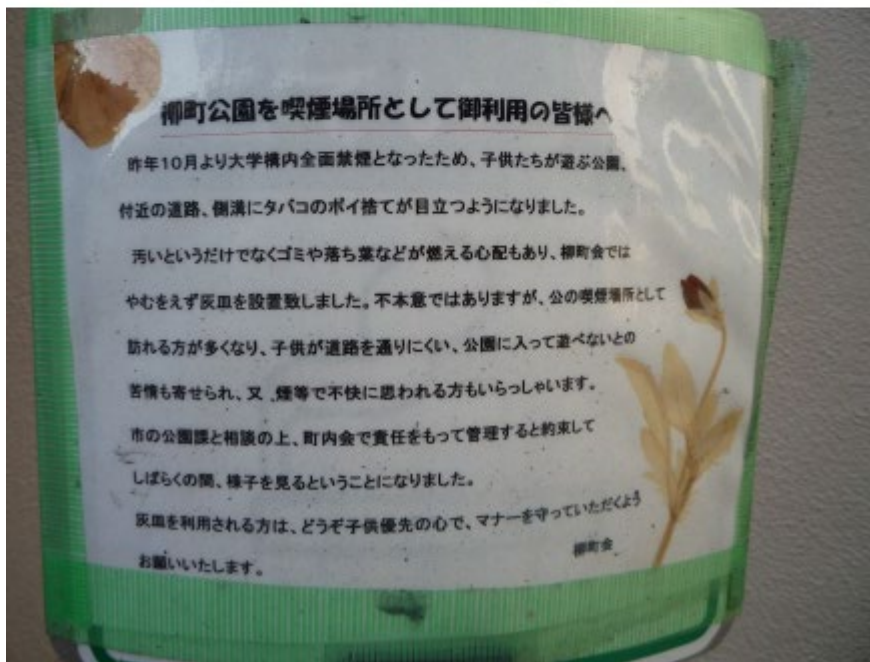 柳町公園を喫煙場所として御利用の皆様へ
昨年10月より大学構内全面禁煙となったため、子供たちが遊ぶ公園、
付近の道路、側溝にタバコのポイ捨てが目立つようになりました。
汚いというだけでなくゴミや落ち葉などが燃える心配もあり、柳町会では
やむをえず灰皿を設置致しました。不本意ではありますが、公の喫煙場所として
訪れる方が多くなり、子供が道路を通りにくい、公園に入って遊べないとの
苦情も寄せられ、又、煙等で不快に思われる方もいらっしゃいます。
市の公園課と相談の上、町内会で責任をもって管理すると約束して
しばらくの間、様子を見るということになりました。
灰皿を利用される方は、どうぞ子供優先の心で、マナーを守っていただくよう
お願いいたします。
柳町会